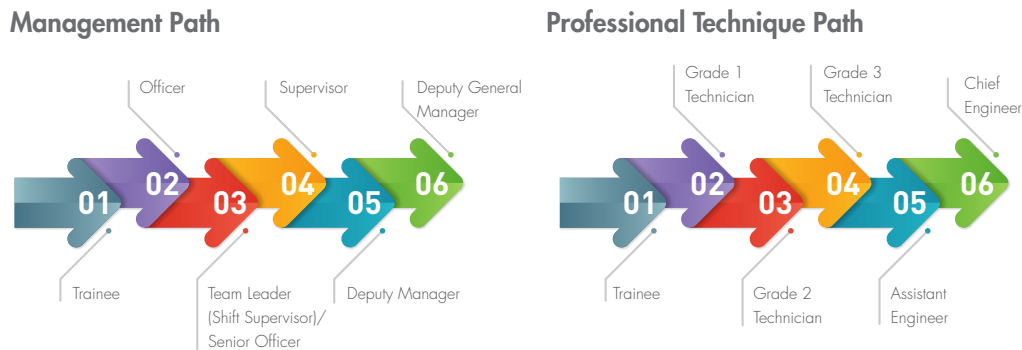 Management Path
Officer
Supervisor
Deputy General
Manager
01
02
03
04
05
06
Trainee
Team Leader
(Shift Supervisor)/
Senior Officer
Deputy Manager
Professional Technique Path
Grade 1
Technician
Grade 3
Technician
Chief
Engineer
01
02
03
04
05
06
Trainee
Grade 2
Technician
Assistant
Engineer